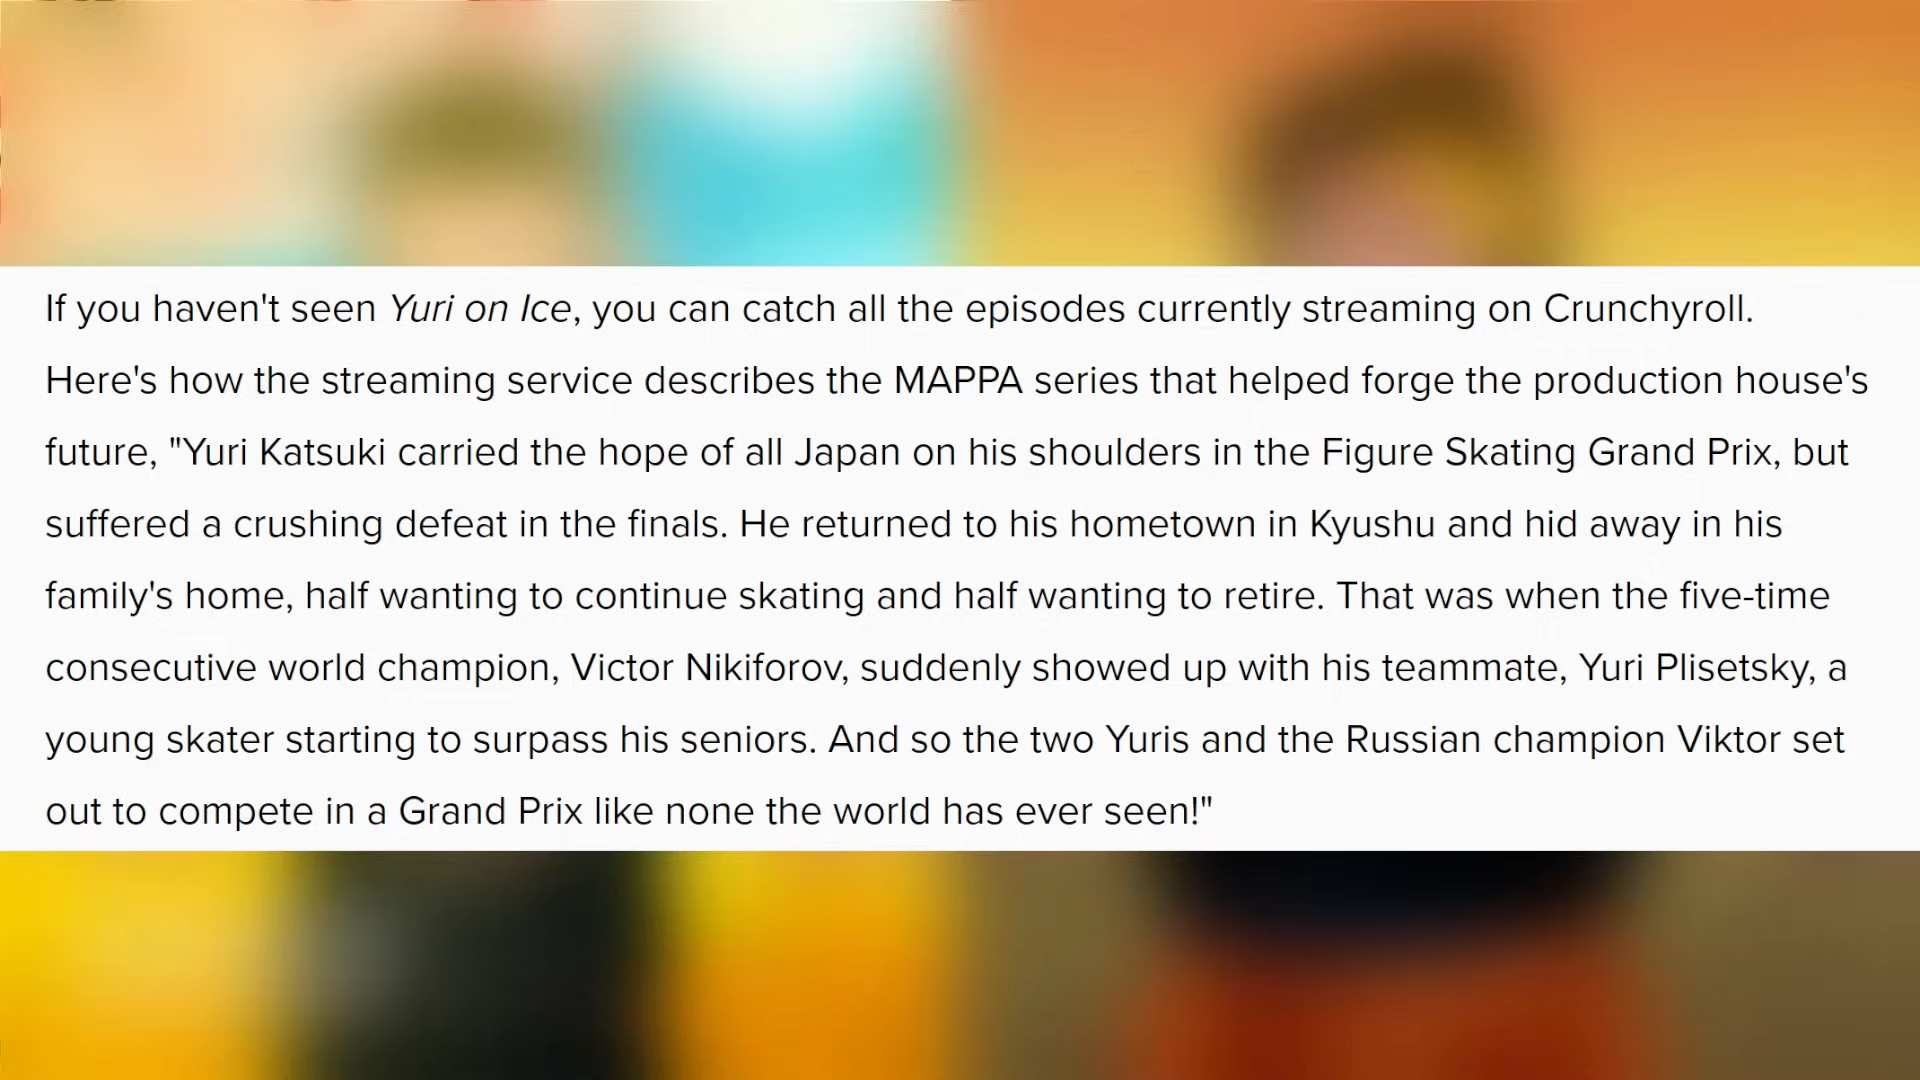 If you haven't seen Yuri on Ice, you can catch all the episodes currently streaming on Crunchyroll.
Here's how the streaming service describes the MAPPA series that helped forge the production house's
future, "Yuri Katsuki carried the hope of all Japan on his shoulders in the Figure Skating Grand Prix, but
suffered a crushing defeat in the finals. He returned to his hometown in Kyushu and hid away in his
family's home, half wanting to continue skating and half wanting to retire. That was when the five-time
consecutive world champion, Victor Nikiforov, suddenly showed up with his teammate, Yuri Plisetsky, a
young skater starting to surpass his seniors. And so the two Yuris and the Russian champion Viktor set
out to compete in a Grand Prix like none the world has ever seen!"